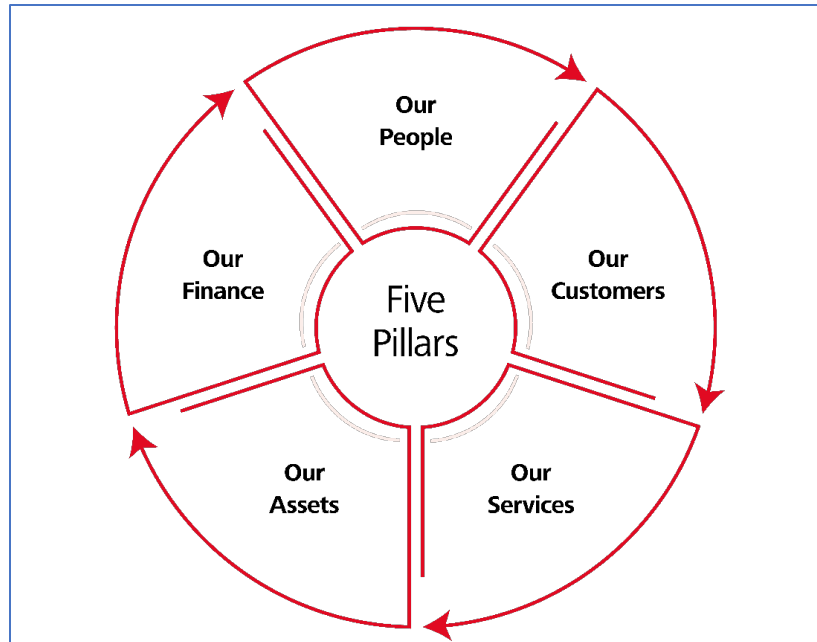 Our
People
Our
Customers
Our
Services
Our
Assets
Our
Finance
Five
Pillars